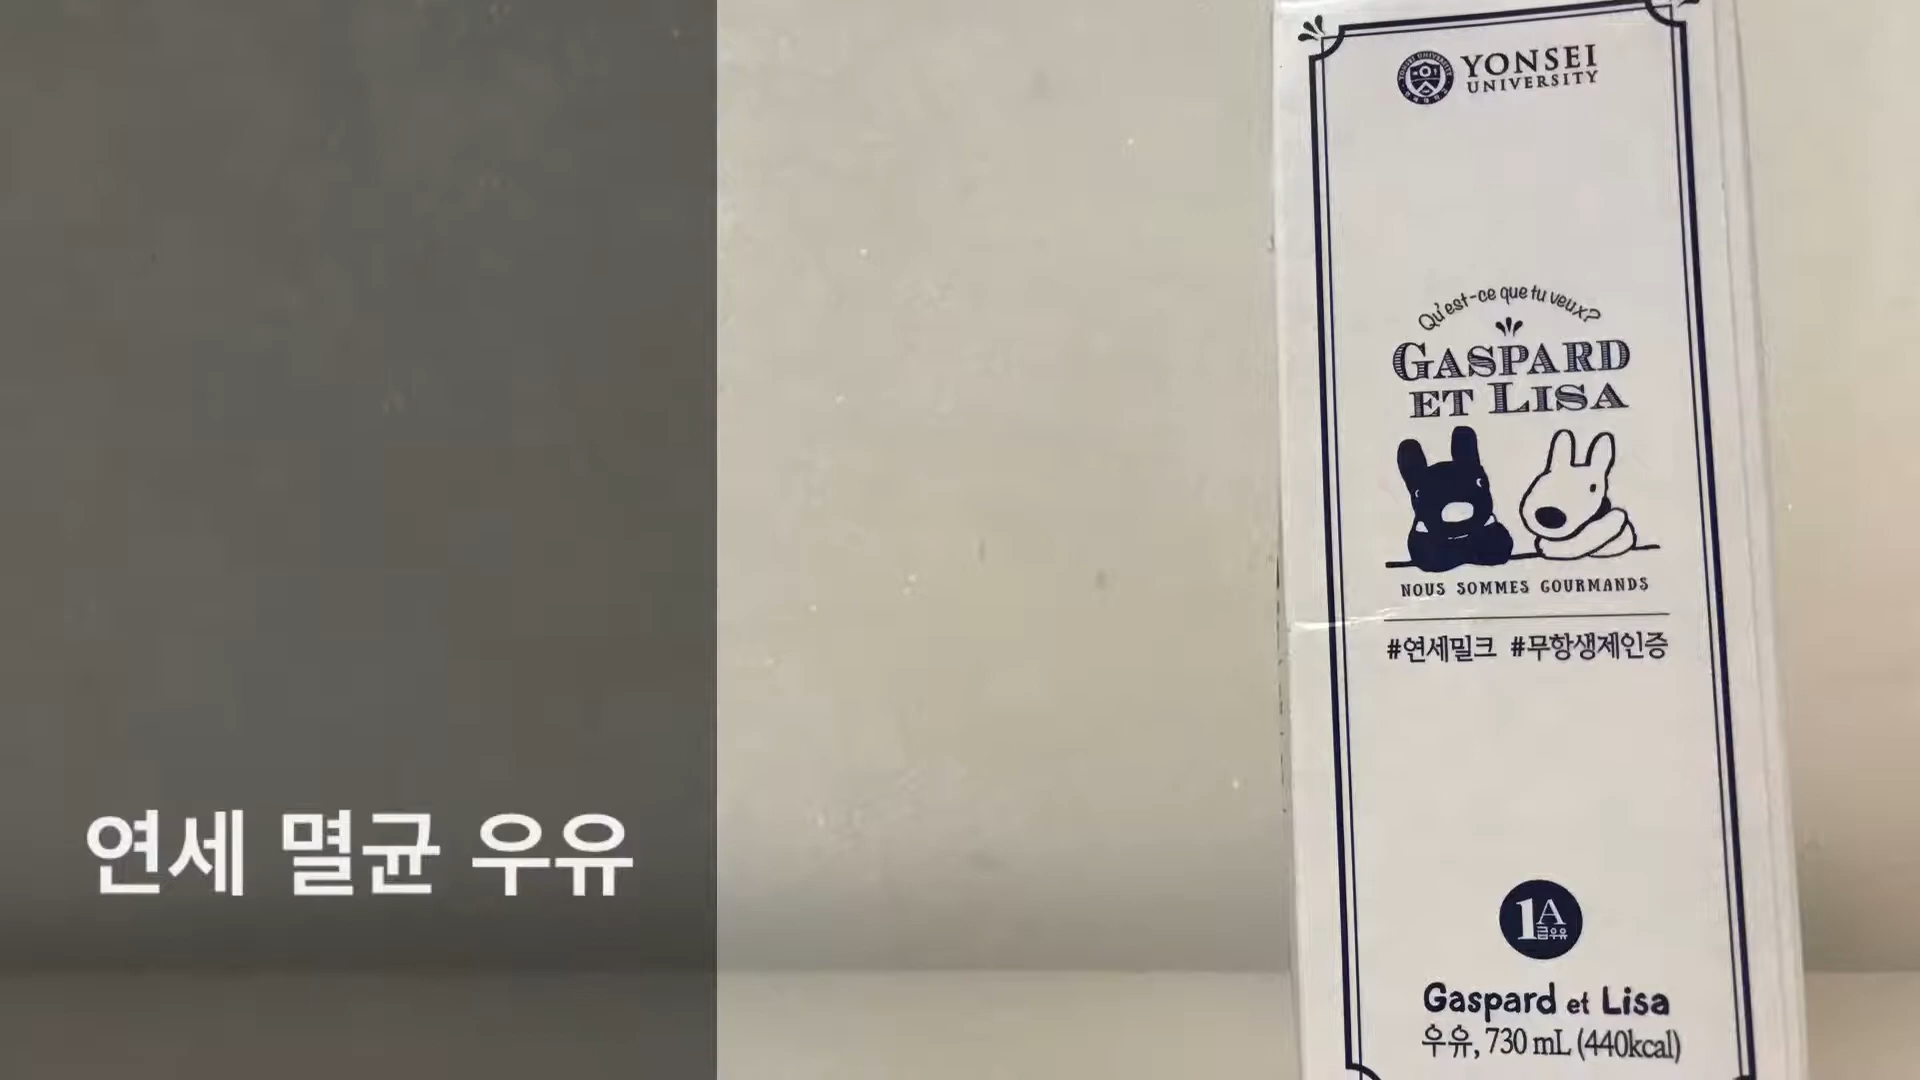 연세 멸균 우유
YONSEI
UNIVERSITY
Qu'est-ce que tu veux?
GASPARD
ET LISA
NOUS SOMMES GOURMANDS
#연세밀크 #무항생제인증
1A
급우유
Gaspard et Lisa
우유, 730 mL (440kcal)